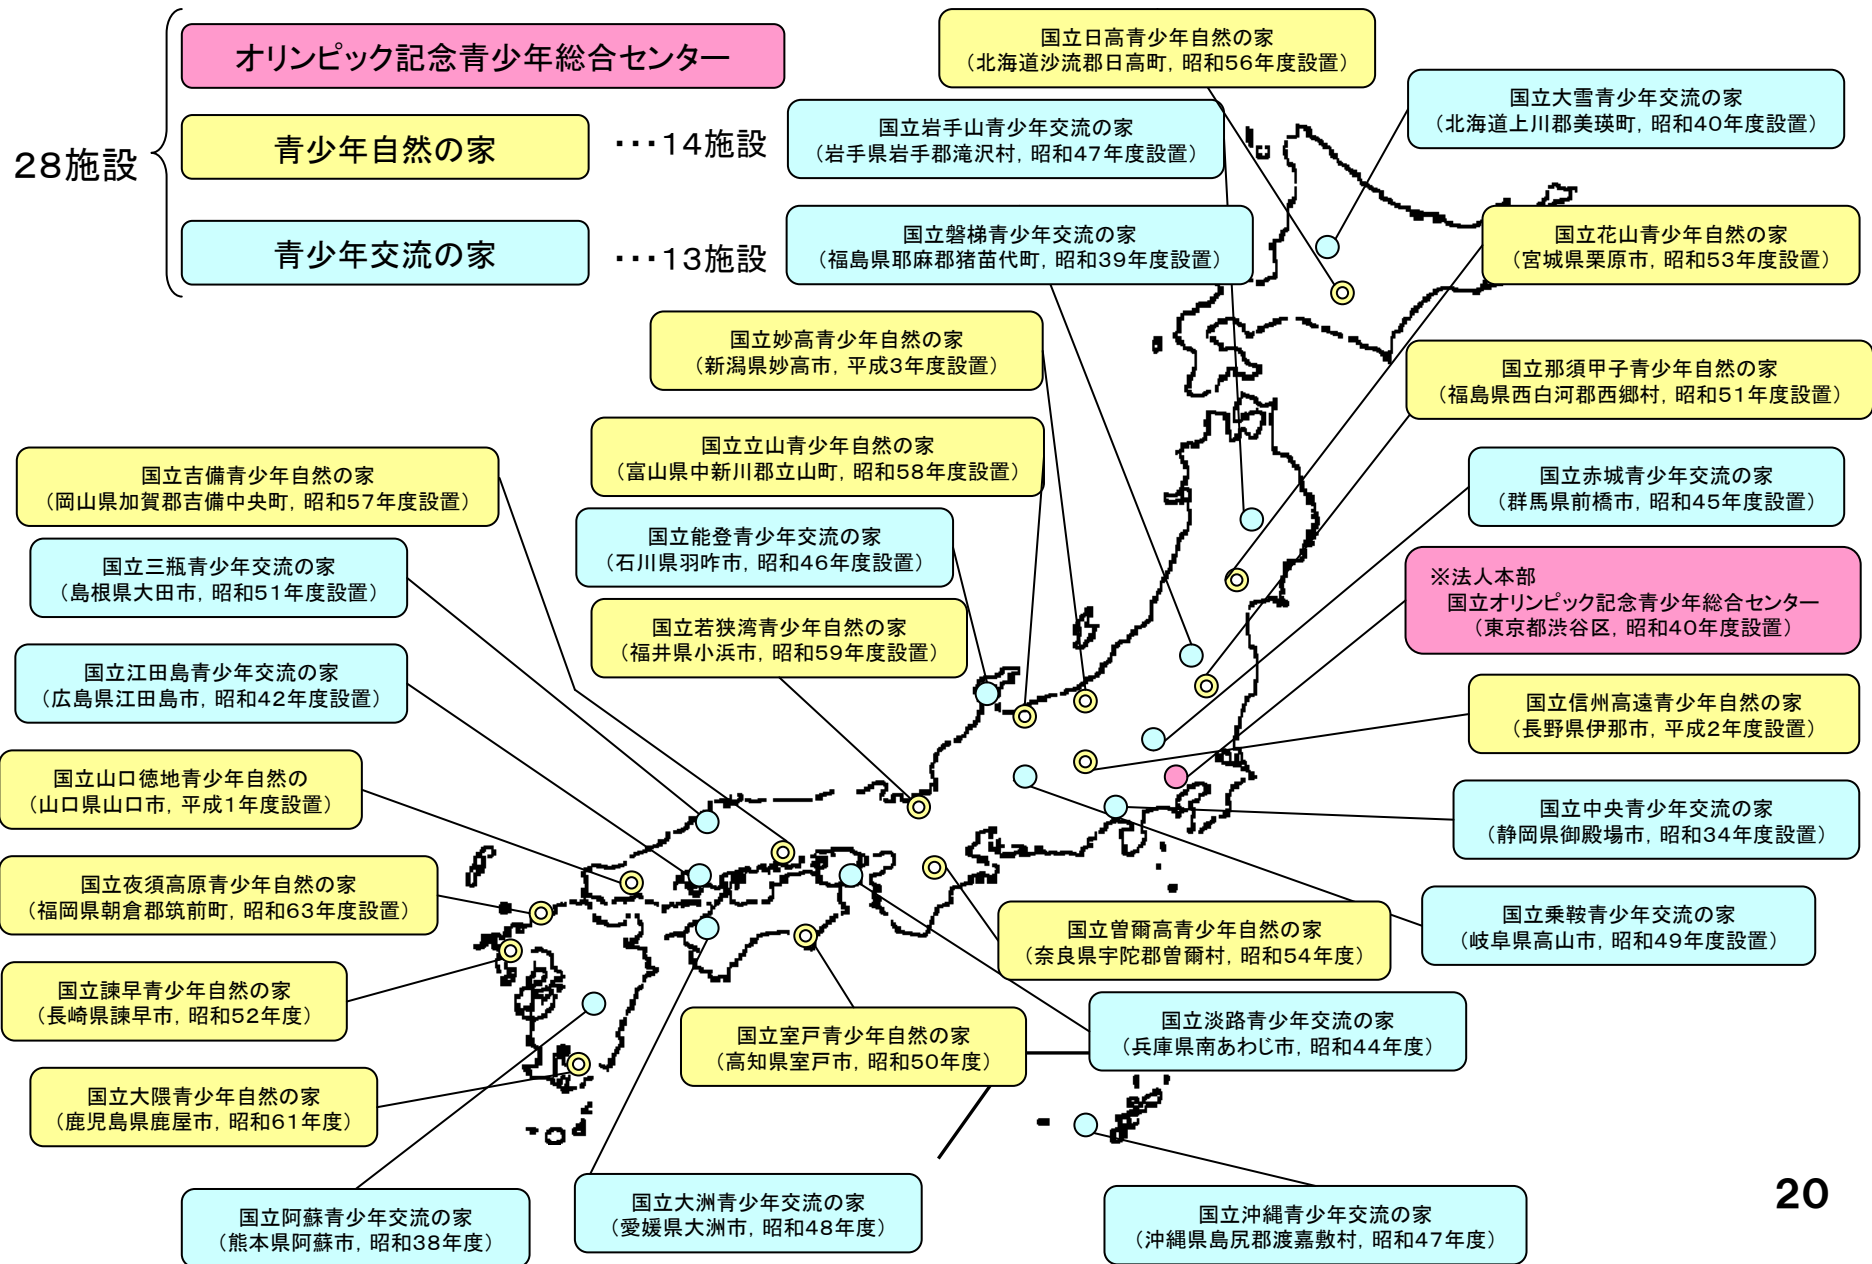 28施設
オリンピック記念青少年総合センター
青少年自然の家
・・・14施設
青少年交流の家
・・・13施設
国立日高青少年自然の家
（北海道沙流郡日高町，昭和56年度設置）
国立大雪青少年交流の家
（北海道上川郡美瑛町，昭和40年度設置）
国立岩手山青少年交流の家
（岩手県岩手郡滝沢村，昭和47年度設置）
国立磐梯青少年交流の家
（福島県耶麻郡猪苗代町，昭和39年度設置）
国立花山青少年自然の家
（宮城県栗原市，昭和53年度設置）
国立妙高青少年自然の家
（新潟県妙高市，平成3年度設置）
国立那須甲子青少年自然の家
（福島県西白河郡西郷村，昭和51年度設置）
国立立山青少年自然の家
（富山県中新川郡立山町，昭和58年度設置）
国立吉備青少年自然の家
（岡山県加賀郡吉備中央町，昭和57年度設置）
国立赤城青少年交流の家
（群馬県前橋市，昭和45年度設置）
国立能登青少年交流の家
（石川県羽咋市，昭和46年度設置）
国立三瓶青少年交流の家
（島根県大田市，昭和51年度設置）
※法人本部
国立オリンピック記念青少年総合センター
（東京都渋谷区，昭和40年度設置）
国立若狭湾青少年自然の家
（福井県小浜市，昭和59年度設置）
国立江田島青少年交流の家
（広島県江田島市，昭和42年度設置）
国立信州高遠青少年自然の家
（長野県伊那市，平成2年度設置）
国立山口徳地青少年自然の
（山口県山口市，平成1年度設置）
国立中央青少年交流の家
（静岡県御殿場市，昭和34年度設置）
国立夜須高原青少年自然の家
（福岡県朝倉郡筑前町，昭和63年度設置）
国立曽爾高青少年自然の家
（奈良県宇陀郡曽爾村，昭和54年度）
国立乗鞍青少年交流の家
（岐阜県高山市，昭和49年度設置）
国立諫早青少年自然の家
（長崎県諫早市，昭和52年度）
国立室戸青少年自然の家
（高知県室戸市，昭和50年度）
国立淡路青少年交流の家
（兵庫県南あわじ市，昭和44年度）
国立大隈青少年自然の家
（鹿児島県鹿屋市，昭和61年度）
国立阿蘇青少年交流の家
（熊本県阿蘇市，昭和38年度）
国立大洲青少年交流の家
（愛媛県大洲市，昭和48年度）
国立沖縄青少年交流の家
（沖縄県島尻郡渡嘉敷村，昭和47年度）
20